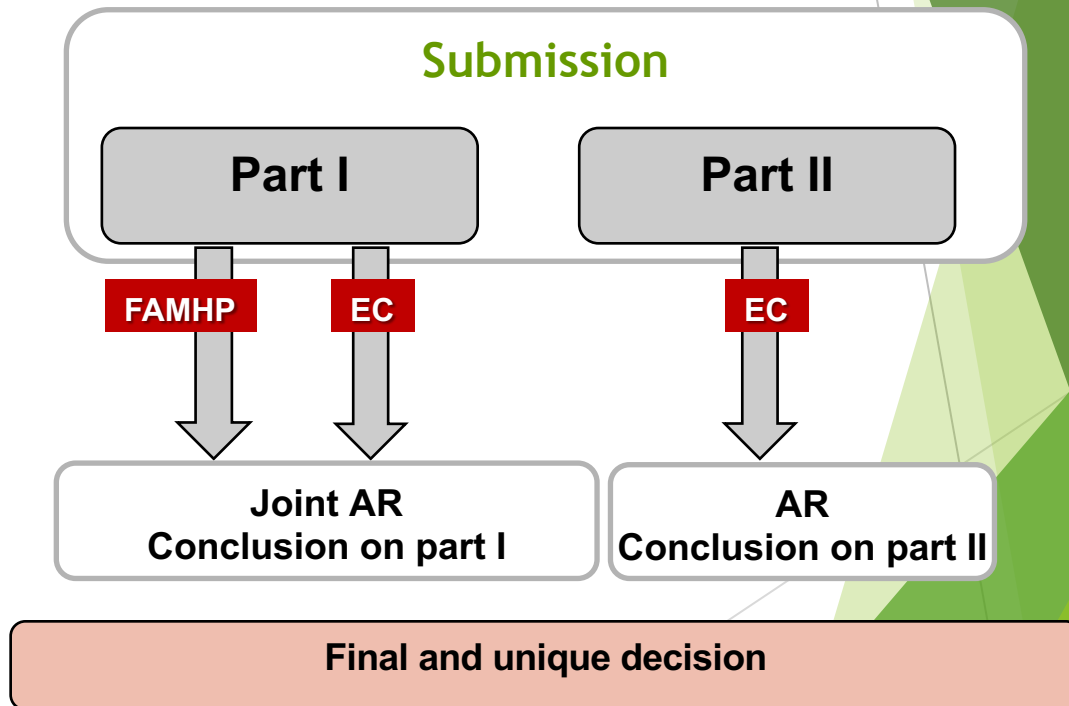 Submission
Part I
Part II
FAMHP
EC
EC
Joint AR
Conclusion on part I
AR
Conclusion on part II
Final and unique decision